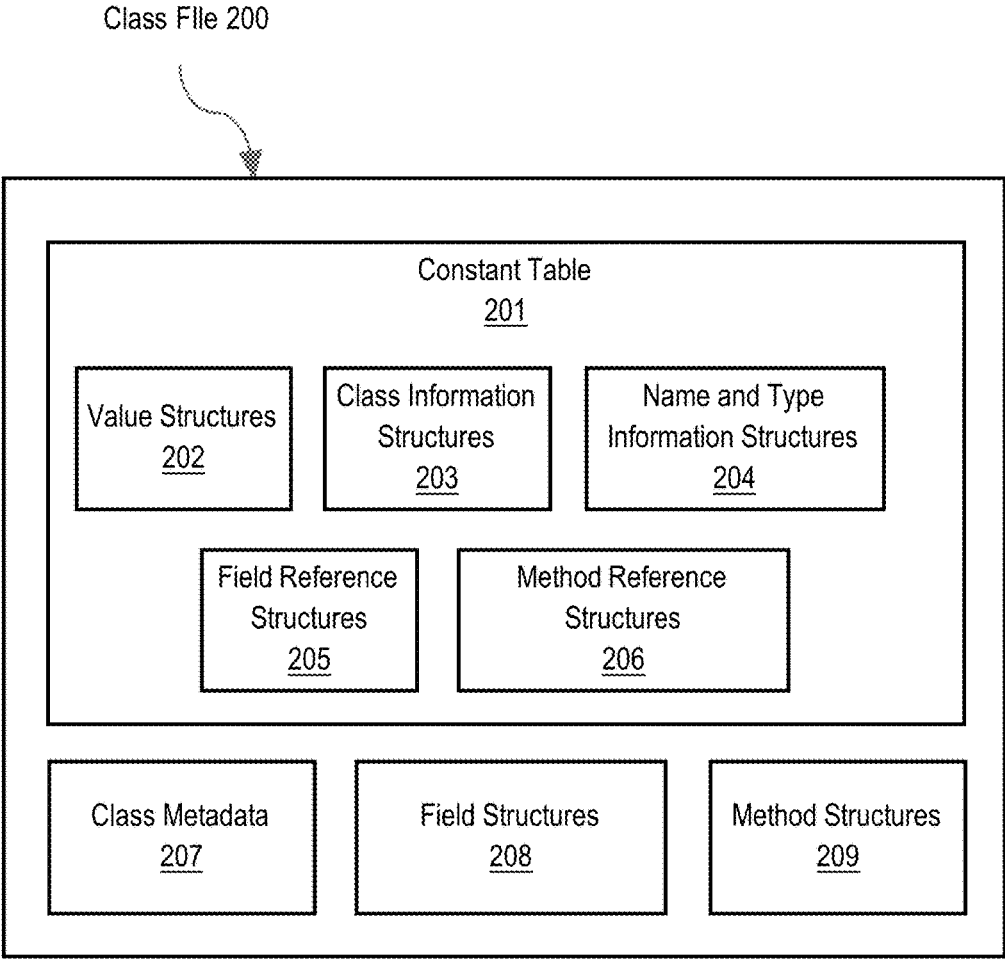 Class FIle 200
Constant Table
201
Value Structures
202
Class Information
Structures
203
Name and Type
Information Structures
204
Field Reference
Structures
205
Method Reference
Structures
206
Class Metadata
207
Field Structures
208
Method Structures
209